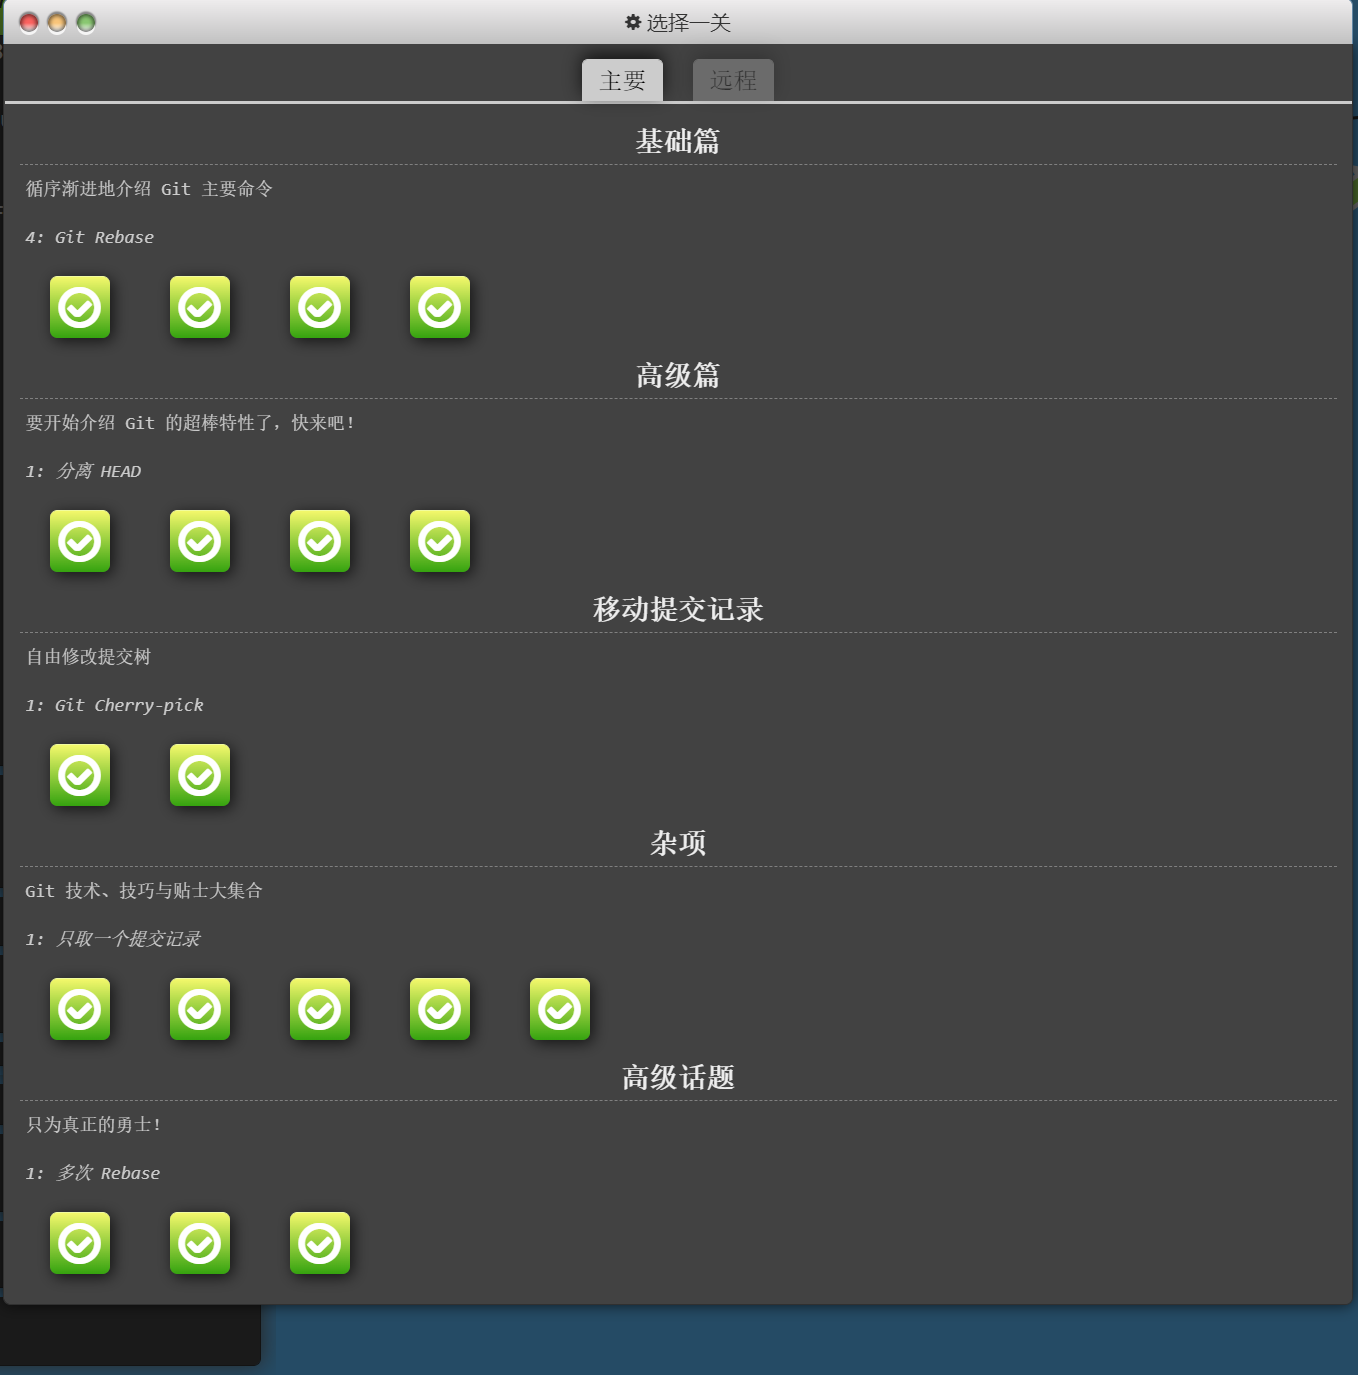 选择一关
主要 远程
基础篇
循序渐进地介绍 Git 主要命令
4: Git Rebase
高级篇
要开始介绍 Git 的超棒特性了，快来吧！
1: 分离 HEAD
移动提交记录
自由修改提交树
1: Git Cherry-pick
杂项
Git 技术、技巧与贴士大集合
1: 只取一个提交记录
高级话题
只为真正的勇士！
1: 多次 Rebase